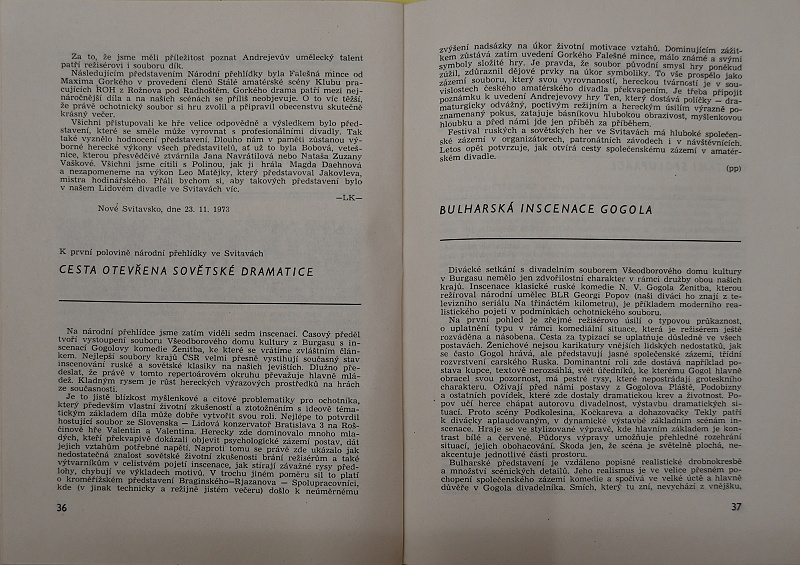 Za to, že jsme měli příležitost poznat Andrejevův umělecký talent
patří režisérovi i souboru dík.
Následujícím představením Národní přehlídky byla Falešná mince od
Maxima Gorkého v provedení členů Stálé amatérské scény Klubu pra-
cujících ROH z Rožnova pod Radhoštěm. Gorkého drama patří mezi nej-
náročnější díla a na našich scénách se příliš neobjevuje. O to víc těší,
že právě ochotnický soubor si hru zvolil a připravil obecenstvu skutečně
krásný večer.
Všichni přistupovali ke hře velice odpovědně a výsledkem bylo před-
stavení, které se směle může vyrovnat s profesionálními divadly. Tak
také vyznělo hodnocení představení. Dlouho nám v paměti zůstanou vý-
borné herecké výkony všech představitelů, ať už to byla Bobová, veteš-
nice, kterou přesvědčivě ztvárnila Jana Navrátilová nebo Nataša Zuzany
Vaškové. Všichni jsme cítili s Polinou, jak ji hrála Magda Daehnová
a nezapomeneme na výkon Leo Matějky, který představoval Jakovleva,
mistra hodinářského. Přáli bychom si, aby takových představení bylo
v našem Lidovém divadle ve Svitavách víc.
—LK—
Nové Svitavsko, dne 23. 11. 1973
K první polovině národní přehlídky ve Svitavách
CESTA OTEVŘENA SOVĚTSKÉ DRAMATICE
Na národní přehlídce jsme zatím viděli sedm inscenací. Časový předěl
tvoří vystoupení souboru Všeodborového domu kultury z Burgasu s in-
scenací Gogolovy komedie Ženitba, ke které se vrátíme zvláštním člán-
kem. Nejlepší soubory krajů ČSR velmi přesně vystihují současný stav
inscenování ruské a sovětské klasiky na našich jevištích. Dlužno pře-
deslat, že právě v tomto repertoárovém okruhu převažuje hlavně mlá-
dež. Kladným rysem je růst hereckých výrazových prostředků na hrách
ze současnosti.
Je to jistě blízkost myšlenkové a citové problematiky pro ochotníka,
který především vlastní životní zkušeností a ztotožněním s ideově téma-
tickým základem díla může dobře vytvořit svou roli. Nejlépe to potvrdil
hostující soubor ze Slovenska — Lidová konzervatoř Bratislava 3 na Roš-
činově hře Valentin a Valentina. Herecky zde dominovalo mnoho mla-
dých, kteří překvapivě dokázali objevit psychologické zázemí postav, dát
jejich vztahům potřebné napětí. Naproti tomu se právě zde ukázalo jak
nedostatečná znalost sovětské životní zkušenosti brání režisérům a také
výtvarníkům v celistvém pojetí inscenace, jak stírají závažné rysy před-
lohy, chybují ve výkladech motivů. V trochu jiném poměru sil to platí
o kroměřížském představení Braginského—Rjazanova — Spolupracovníci,
kde (v jinak technicky a režijně jistém večeru) došlo k neúměrnému
36
zvýšení nadsázky na úkor životní motivace vztahů. Dominujícím zážit-
kem zůstává zatím uvedení Gorkého Falešné mince, málo známé a svými
symboly složité hry. Je pravda, že soubor původní smysl hry poněkud
zúžil, zdůraznil dějové prvky na úkor symboliky. To vše prospělo jako
zázemí souboru, který svou vyrovnaností, hereckou tvárností je v sou-
vislostech českého amatérského divadla překvapením. Je třeba připojit
poznámku k uvedení Andrejevovy hry Ten, který dostává políčky — dra-
maturgicky odvážný, poctivým režijním a hereckým úsilím výrazně po-
znamenaný pokus, zatajuje básníkovu hlubokou obrazivost, myšlenkovou
hloubku a před námi jde jen příběh za příběhem.
Festival ruských a sovětských her ve Svitavách má hluboké společen-
ské zázemí v organizátorech, patronátních závodech i v návštěvnících.
Letos opět potvrzuje, jak otvírá cesty společenskému zázemí v amatér-
ském divadle.
(pp)
BULHARSKÁ INSCENACE GOGOLA
Divácké setkání s divadelním souborem Všeodborového domu kultury
v Burgasu nemělo jen zdvořilostní charakter v rámci družby obou našich
krajů. Inscenace klasické ruské komedie N. V. Gogola Ženitba, kterou
režíroval národní umělec BLR Georgi Popov (naši diváci ho znají z te-
levizního seriálu Na třináctém kilometru), je příkladem moderního rea-
listického pojetí v podmínkách ochotnického souboru.
Na první pohled je zřejmé režisérovo úsilí o typovou průkaznost,
o uplatnění typu v rámci komediální situace, která je režisérem ještě
rozváděna a násobena. Cesta za typizací se uplatňuje důsledně ve všech
postavách. Ženichové nejsou karikatury vnějších lidských nedostatků, jak
se často Gogol hrává, ale představují jasné společenské zázemí, třídní
rozvrstvení carského Ruska. Dominantní roli zde dostává například po-
stava kupce, textově nerozsáhlá, svět úředníků, ke kterému Gogol hlavně
obracel svou pozornost, má pestré rysy, které nepostrádají groteskního
charakteru. Ožívají před námi postavy z Gogolova Pláště, Podobizny
a ostatních povídek, které zde dostaly dramatickou krev a životnost. Po-
pov učí herce chápat autorovu divadelnost, výstavbu dramatických si-
tuací. Proto scény Podkolesina, Kočkareva a dohazovačky Tekly patří
k divácky aplaudovaným, v dynamické výstavbě základním scénám in-
scenace. Hraje se ve stylizované výpravě, kde hlavním základem je kon-
trast bílé a červené. Půdorys výpravy umožňuje přehledné rozehrání
situací, jejich obohacování. Škoda jen, že scéna je světelně plochá, ne-
akcentuje jednotlivé části prostoru.
Bulharské představení je vzdáleno popisné realistické drobnokresbě
a množství scénických detailů. Jeho realismus je ve velice přesném po-
chopení společenského zázemí komedie a spočívá ve velké úctě a hlavně
důvěře v Gogola divadelníka. Smích, který tu zní, nevychází z vnějšku,
37